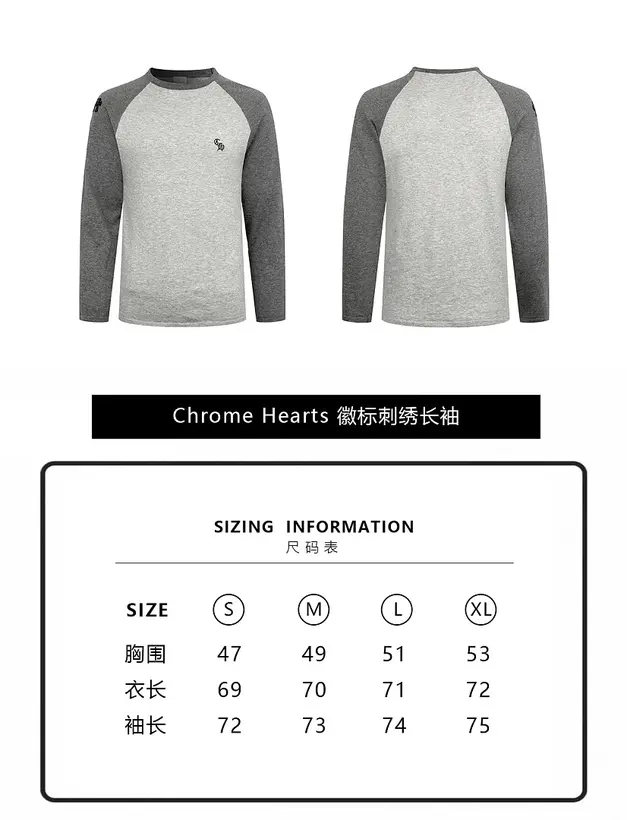 Chrome Hearts 徽标刺绣长袖
SIZING INFORMATION
尺码表
SIZE S M L XL
胸围 47 49 51 53
衣长 69 70 71 72
袖长 72 73 74 75